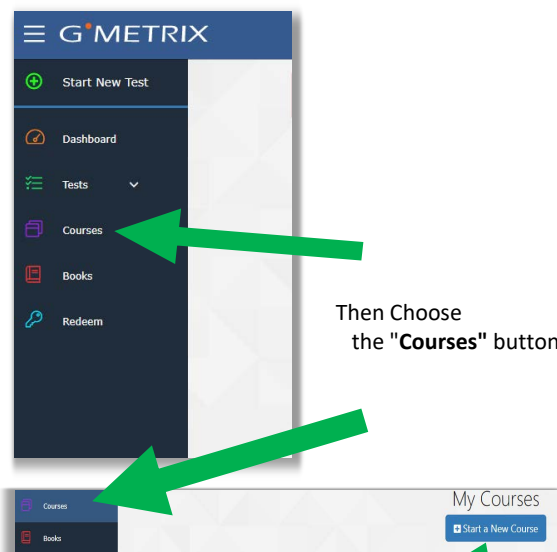 G METRIX
Start New Test
Dashboard
Tests
Courses
Books
Redeem
Then Choose
the "Courses" button
My Courses
Courses
Start a New Course
Books